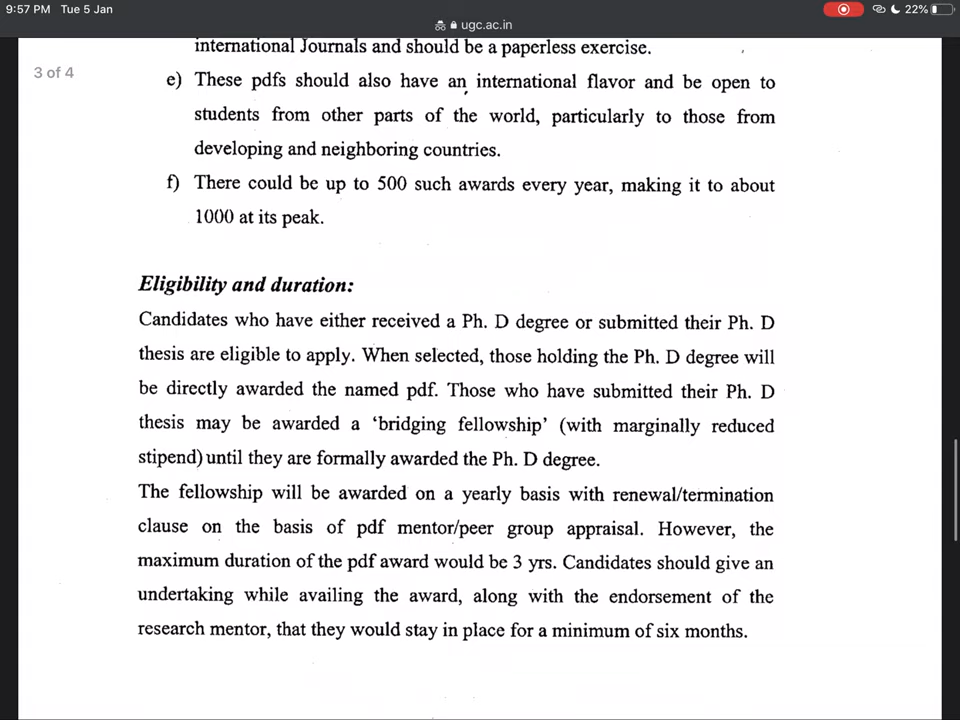 9:57 PM Tue 5 Jan
22%
ugc.ac.in
3 of 4
international Journals and should be a paperless exercise.
e) These pdfs should also have an international flavor and be open to
students from other parts of the world, particularly to those from
developing and neighboring countries.
f) There could be up to 500 such awards every year, making it to about
1000 at its peak.
Eligibility and duration:
Candidates who have either received a Ph. D degree or submitted their Ph. D
thesis are eligible to apply. When selected, those holding the Ph. D degree will
be directly awarded the named pdf. Those who have submitted their Ph. D
thesis may be awarded a ‘bridging fellowship’ (with marginally reduced
stipend) until they are formally awarded the Ph. D degree.
The fellowship will be awarded on a yearly basis with renewal/termination
clause on the basis of pdf mentor/peer group appraisal. However, the
maximum duration of the pdf award would be 3 yrs. Candidates should give an
undertaking while availing the award, along with the endorsement of the
research mentor, that they would stay in place for a minimum of six months.